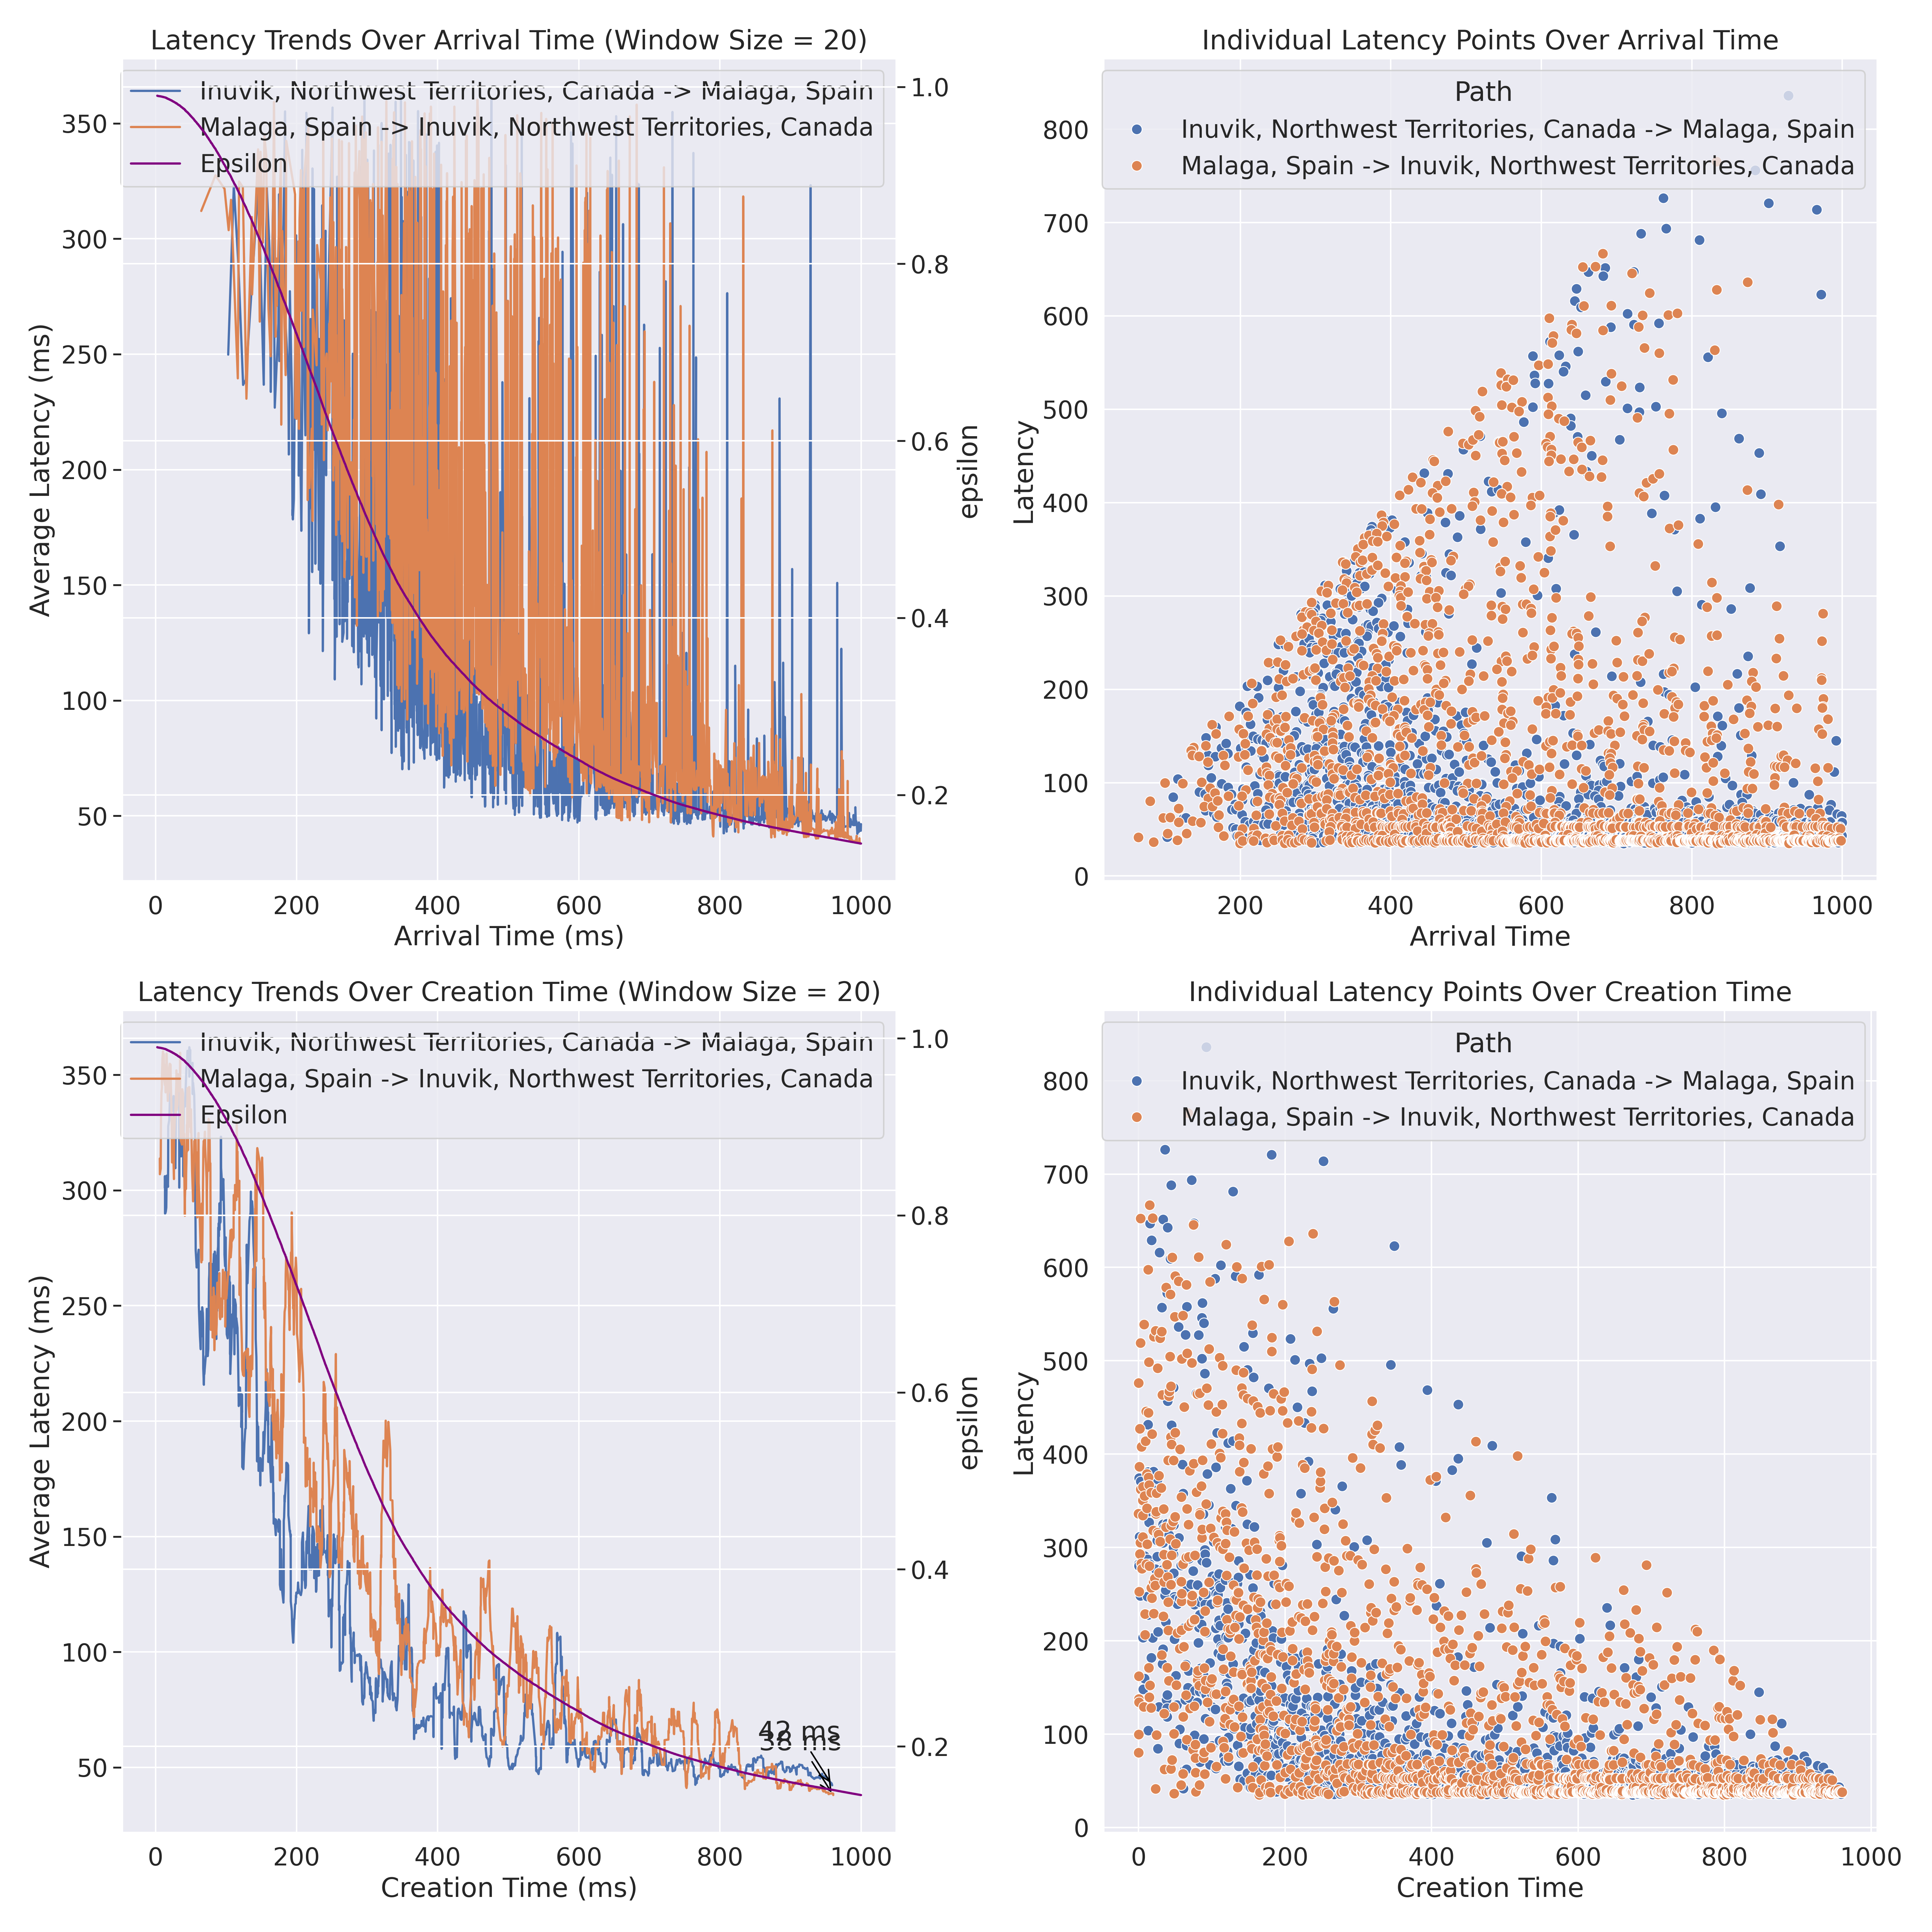 Latency Trends Over Arrival Time (Window Size = 20)
Inuvik, Northwest Territories, Canada -> Malaga, Spain
Malaga, Spain -> Inuvik, Northwest Territories, Canada
Epsilon
350
300
250
200
150
100
50
Average Latency (ms)
1.0
0.8
0.6
0.4
0.2
epsilon
0 200 400 600 800 1000
Arrival Time (ms)
Individual Latency Points Over Arrival Time
Path
Inuvik, Northwest Territories, Canada -> Malaga, Spain
Malaga, Spain -> Inuvik, Northwest Territories, Canada
800
700
600
500
400
300
200
100
0
Latency
200 400 600 800 1000
Arrival Time
Latency Trends Over Creation Time (Window Size = 20)
Inuvik, Northwest Territories, Canada -> Malaga, Spain
Malaga, Spain -> Inuvik, Northwest Territories, Canada
Epsilon
350
300
250
200
150
100
50
Average Latency (ms)
42 ms
38 ms
1.0
0.8
0.6
0.4
0.2
epsilon
0 200 400 600 800 1000
Creation Time (ms)
Individual Latency Points Over Creation Time
Path
Inuvik, Northwest Territories, Canada -> Malaga, Spain
Malaga, Spain -> Inuvik, Northwest Territories, Canada
800
700
600
500
400
300
200
100
0
Latency
0 200 400 600 800 1000
Creation Time